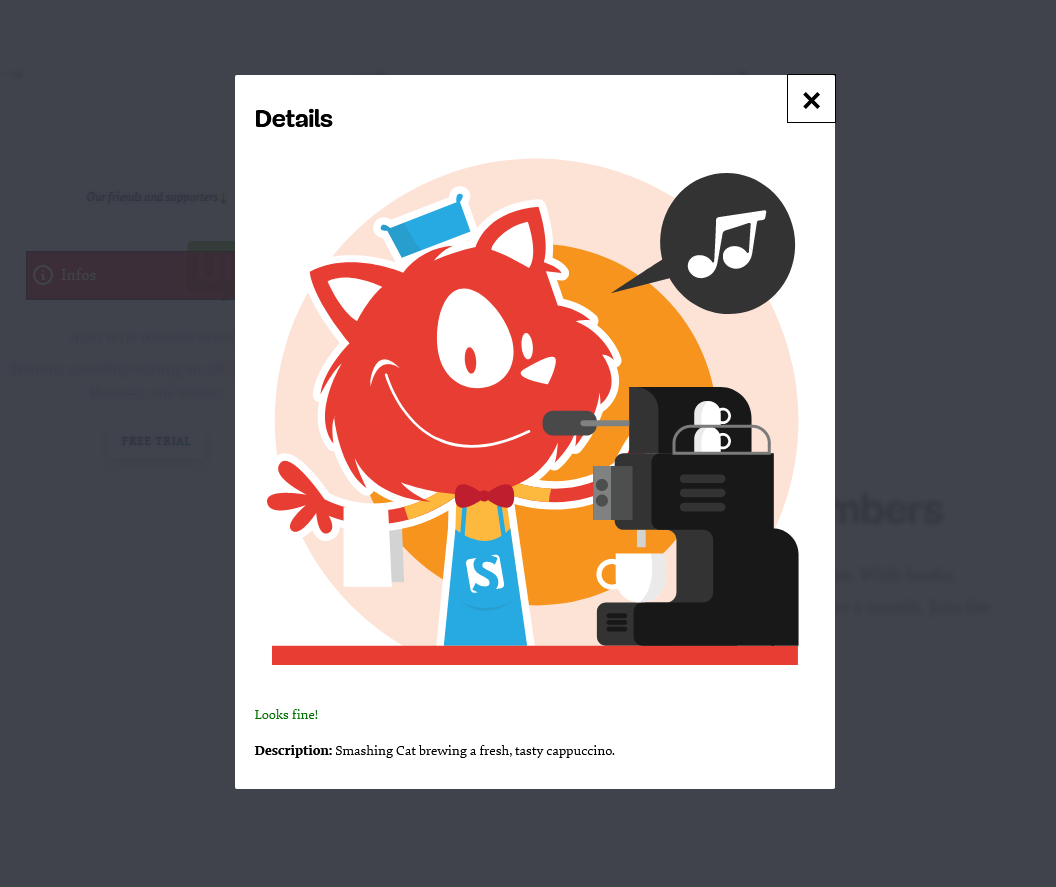 Details
Our friends and supporters ↓
Infos
FREE TRIAL
S
mbers
Looks fine!
Description: Smashing Cat brewing a fresh, tasty cappuccino.